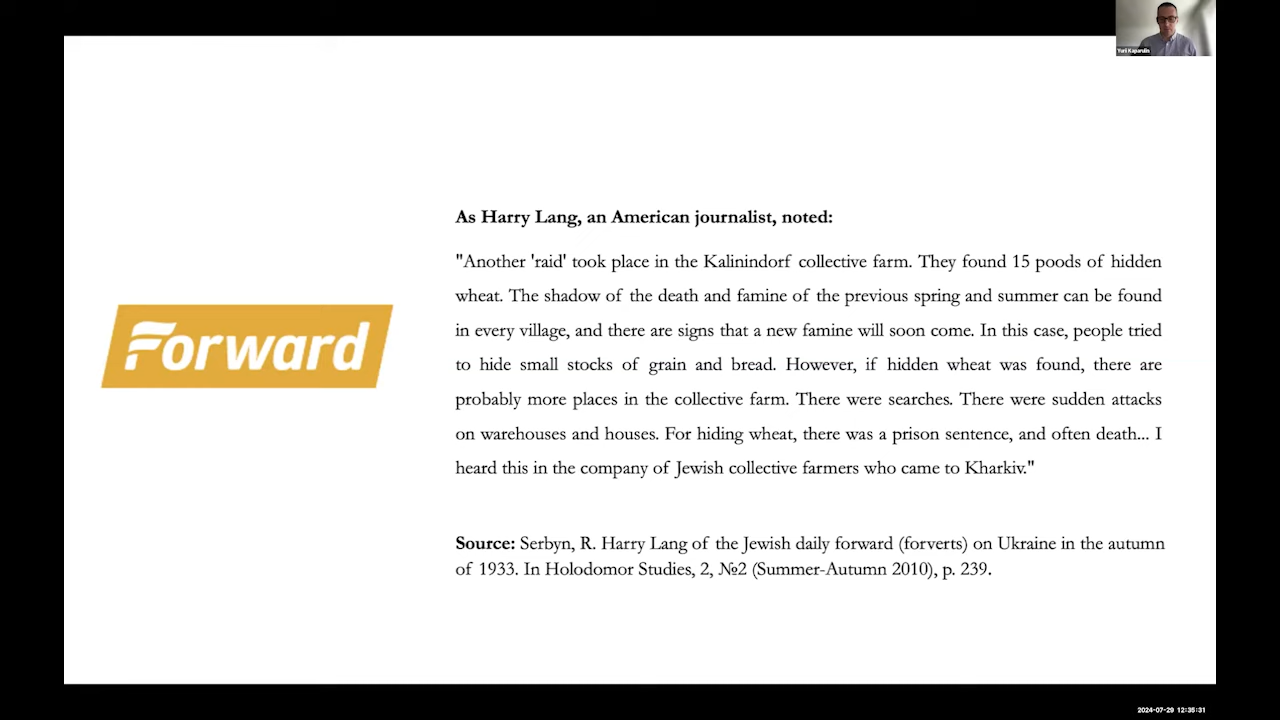 Yurii Kaparulin
As Harry Lang, an American journalist, noted:
"Another 'raid' took place in the Kalinindorf collective farm. They found 15 poods of hidden
wheat. The shadow of the death and famine of the previous spring and summer can be found
in every village, and there are signs that a new famine will soon come. In this case, people tried
to hide small stocks of grain and bread. However, if hidden wheat was found, there are
probably more places in the collective farm. There were searches. There were sudden attacks
on warehouses and houses. For hiding wheat, there was a prison sentence, and often death... I
heard this in the company of Jewish collective farmers who came to Kharkiv."
Forward
Source: Serbyn, R. Harry Lang of the Jewish daily forward (forverts) on Ukraine in the autumn
of 1933. In Holodomor Studies, 2, №2 (Summer-Autumn 2010), p. 239.
2024-07-29 12:35:31